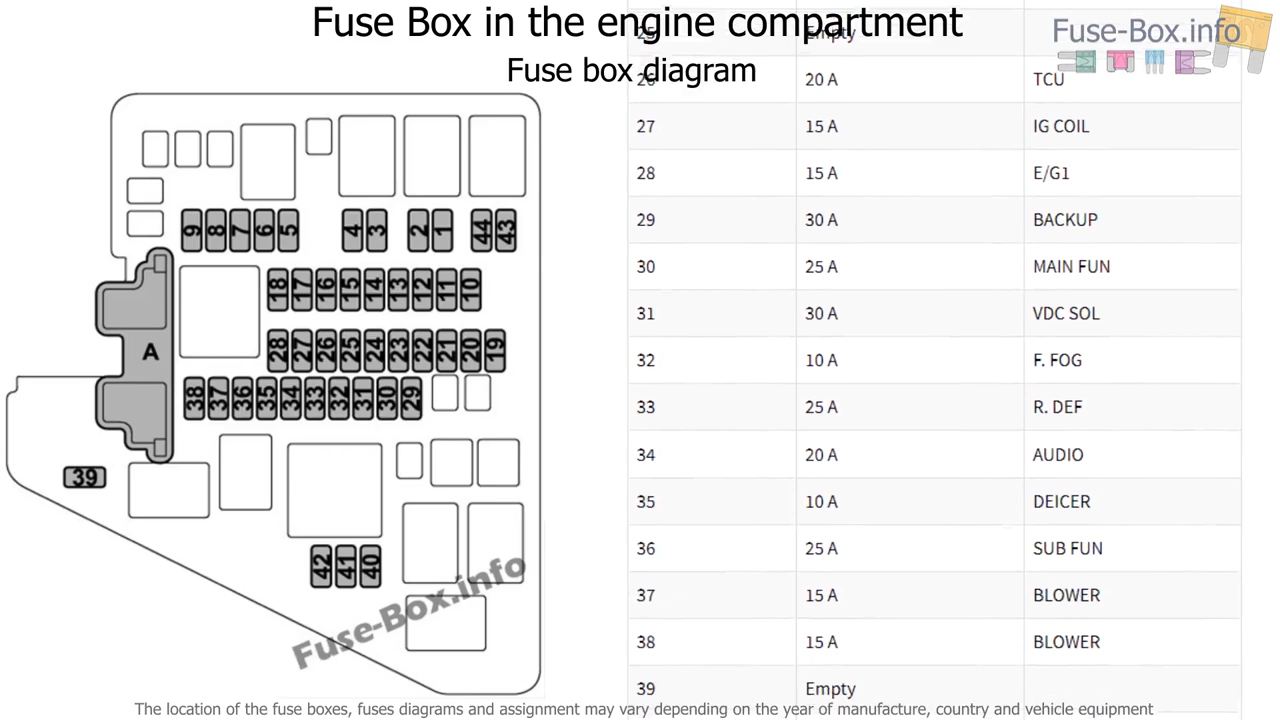 Fuse Box in the engine compartment
Fuse box diagram
Fuse-Box.info
25 Empty
26 20 A TCU
27 15 A IG COIL
28 15 A E/G1
29 30 A BACKUP
30 25 A MAIN FUN
31 30 A VDC SOL
32 10 A F. FOG
33 25 A R. DEF
34 20 A AUDIO
35 10 A DEICER
36 25 A SUB FUN
37 15 A BLOWER
38 15 A BLOWER
39 Empty
9 8 7 6 5 4 3 2 1 44 43
18 17 16 15 14 13 12 11 10
A
28 27 26 25 24 23 22 21 20 19
38 37 36 35 34 33 32 31 30 29
39
42 41 40
Fuse-Box.info
The location of the fuse boxes, fuses diagrams and assignment may vary depending on the year of manufacture, country and vehicle equipment